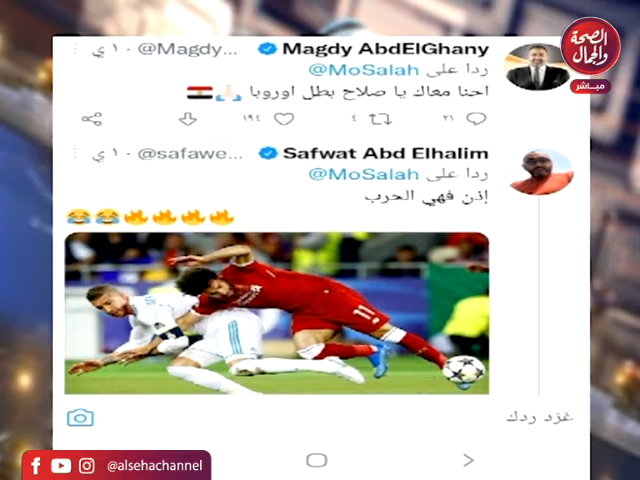 الصحة
والجمال
مباشر
Magdy AbdElGhany @Magdy... ١٠ ي
ردا على @MoSalah
احنا معاك يا صلاح بطل اوروبا 🙏🏻🇪🇬
٢١ ٤ ١٩٤
Safwat Abd Elhalim @safawe... ١٠ ي
ردا على @MoSalah
إذن فهي الحرب
🔥🔥🔥🔥😂😂
11
غرد ردك
@alsehachannel